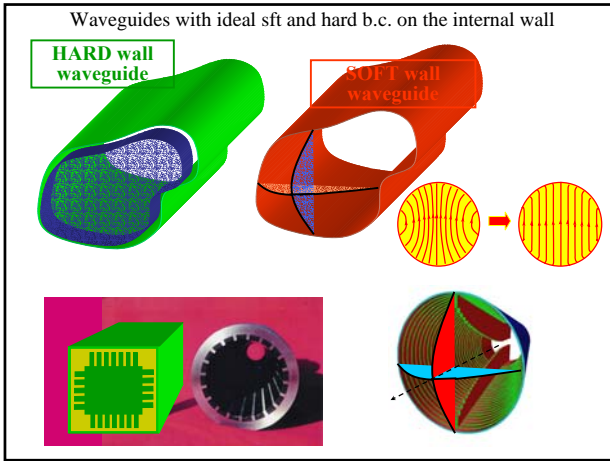 Waveguides with ideal sft and hard b.c. on the internal wall
HARD wall
waveguide
SOFT wall
waveguide